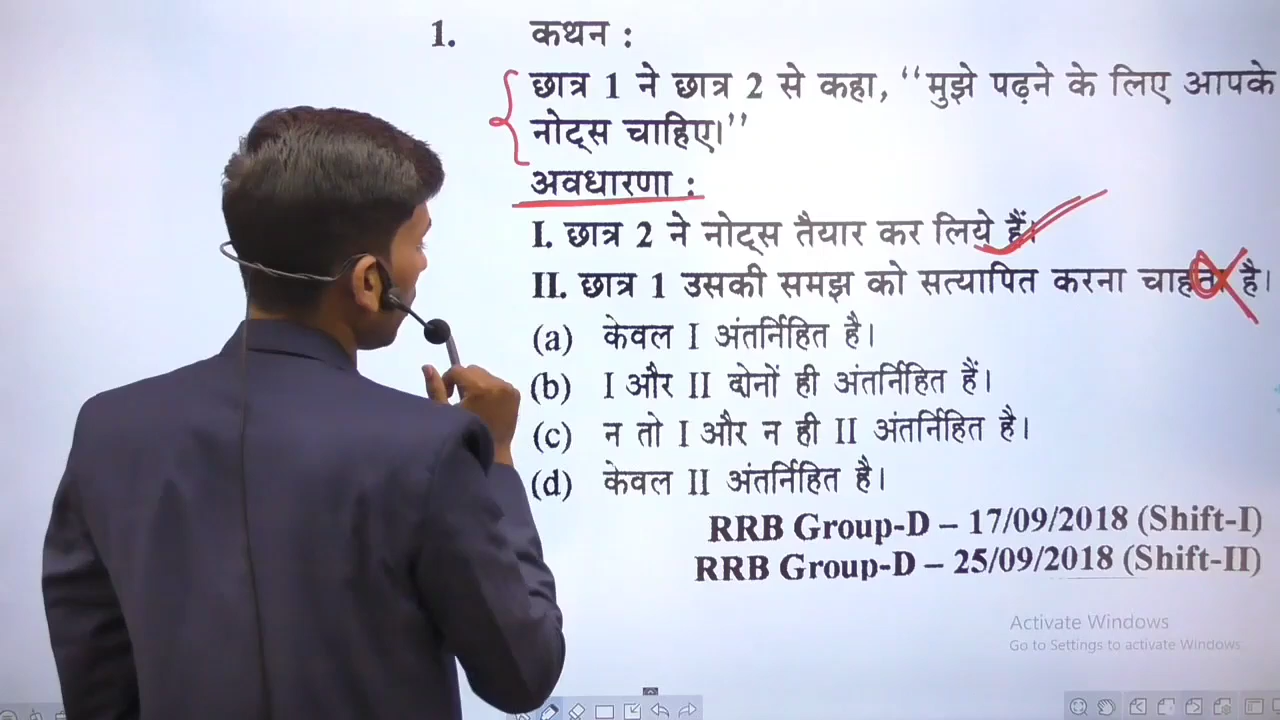 1. कथन :
छात्र 1 ने छात्र 2 से कहा, “मुझे पढ़ने के लिए आपके
नोट्स चाहिए।”
अवधारणा :
I. छात्र 2 ने नोट्स तैयार कर लिये हैं।
II. छात्र 1 उसकी समझ को सत्यापित करना चाहता है।
(a) केवल I अंतर्निहित है।
(b) I और II दोनों ही अंतर्निहित हैं।
(c) न तो I और न ही II अंतर्निहित है।
(d) केवल II अंतर्निहित है।
RRB Group-D – 17/09/2018 (Shift-I)
RRB Group-D – 25/09/2018 (Shift-II)
Activate Windows
Go to Settings to activate Windows.